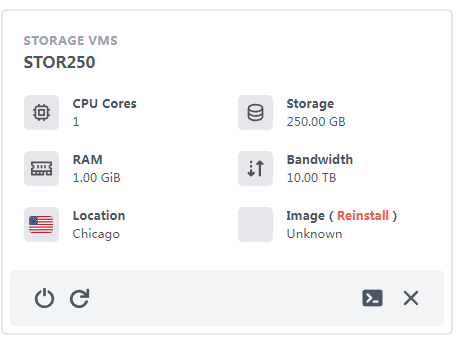 STORAGE VMS
STOR250
CPU Cores
1
Storage
250.00 GB
RAM
1.00 GiB
Bandwidth
10.00 TB
Location
Chicago
Image ( Reinstall )
Unknown